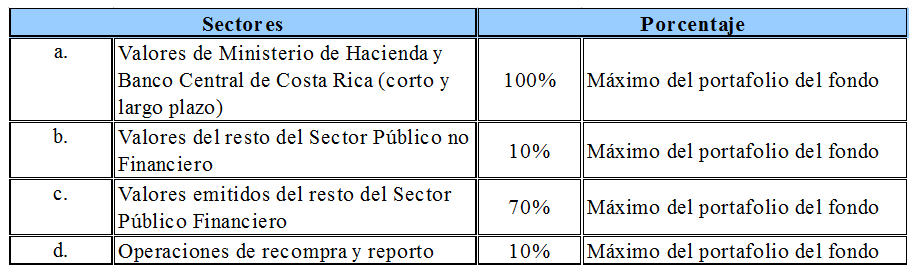 Sectores Porcentaje
a. Valores de Ministerio de Hacienda y
Banco Central de Costa Rica (corto y
largo plazo)
100% Máximo del portafolio del fondo
b. Valores del resto del Sector Público no
Financiero
10% Máximo del portafolio del fondo
c. Valores emitidos del resto del Sector
Público Financiero
70% Máximo del portafolio del fondo
d. Operaciones de recompra y reporto 10% Máximo del portafolio del fondo